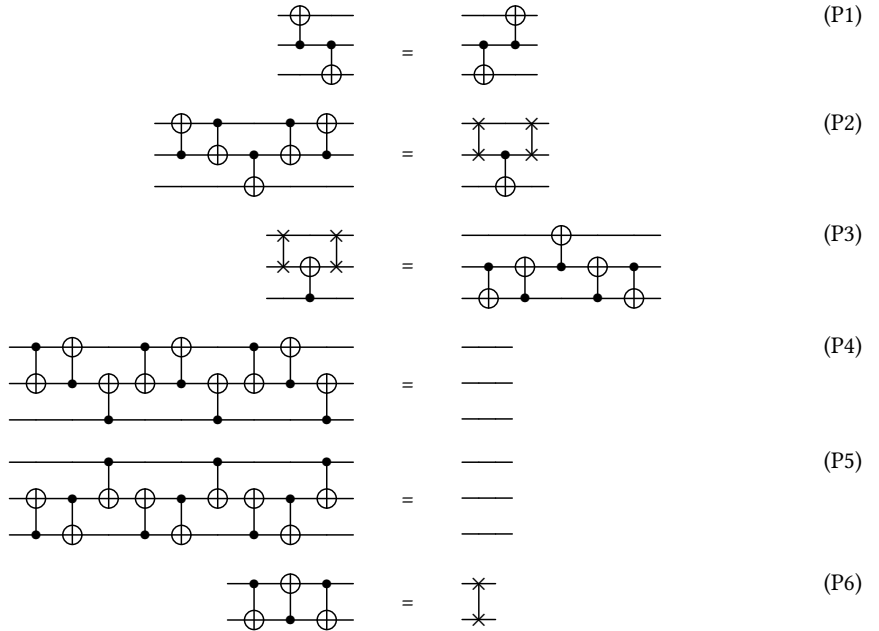 = (P1)
= (P2)
= (P3)
= (P4)
= (P5)
= (P6)